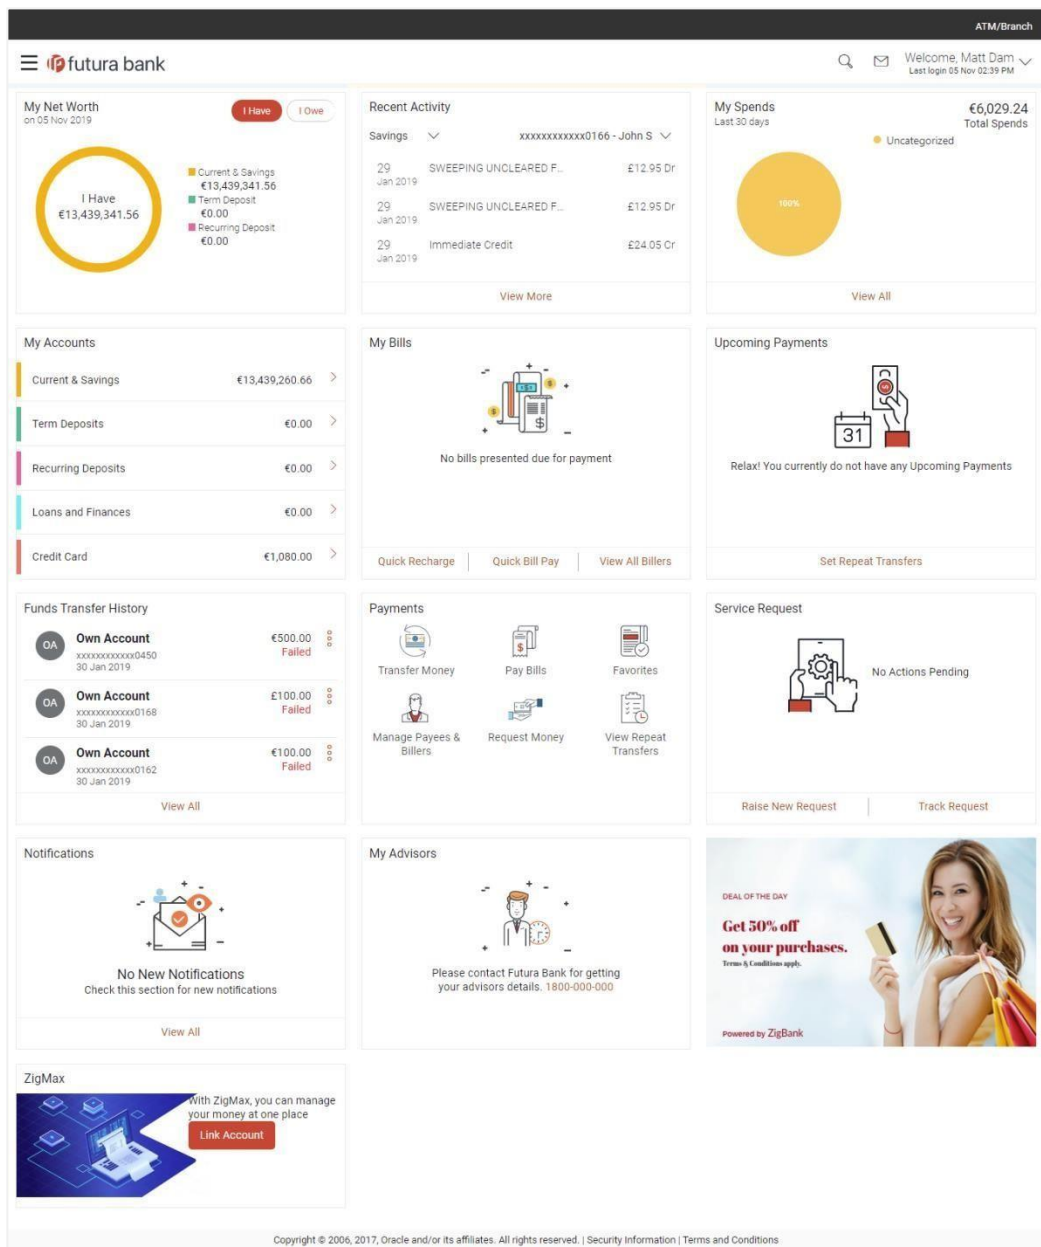 ATM/Branch
futura bank
Welcome, Matt Dam
Last login 05 Nov 02:39 PM
My Net Worth
on 05 Nov 2019
I Have
I Owe
I Have
€13,439,341.56
Current & Savings
€13,439,341.56
Term Deposit
€0.00
Recurring Deposit
€0.00
Recent Activity
Savings
xxxxxxxxxxxx0166 - John S
29
Jan 2019
SWEEPING UNCLEARED F...
£12.95 Dr
29
Jan 2019
SWEEPING UNCLEARED F...
£12.95 Dr
29
Jan 2019
Immediate Credit
£24.05 Cr
View More
My Spends
Last 30 days
€6,029.24
Total Spends
Uncategorized
100%
View All
My Accounts
Current & Savings €13,439,260.66
Term Deposits €0.00
Recurring Deposits €0.00
Loans and Finances €0.00
Credit Card €1,080.00
My Bills
No bills presented due for payment
Quick Recharge
Quick Bill Pay
View All Billers
Upcoming Payments
31
Relax! You currently do not have any Upcoming Payments
Set Repeat Transfers
Funds Transfer History
OA
Own Account
xxxxxxxxxxxx0450
30 Jan 2019
€500.00
Failed
OA
Own Account
xxxxxxxxxxxx0168
30 Jan 2019
£100.00
Failed
OA
Own Account
xxxxxxxxxxxx0162
30 Jan 2019
€100.00
Failed
View All
Payments
Transfer Money
Pay Bills
Favorites
Manage Payees &
Billers
Request Money
View Repeat
Transfers
Service Request
No Actions Pending
Raise New Request
Track Request
Notifications
No New Notifications
Check this section for new notifications
View All
My Advisors
Please contact Futura Bank for getting
your advisors details. 1800-000-000
DEAL OF THE DAY
Get 50% off
on your purchases.
Terms & Conditions apply.
Powered by ZigBank
ZigMax
With ZigMax, you can manage
your money at one place
Link Account
Copyright © 2006, 2017, Oracle and/or its affiliates. All rights reserved. | Security Information | Terms and Conditions